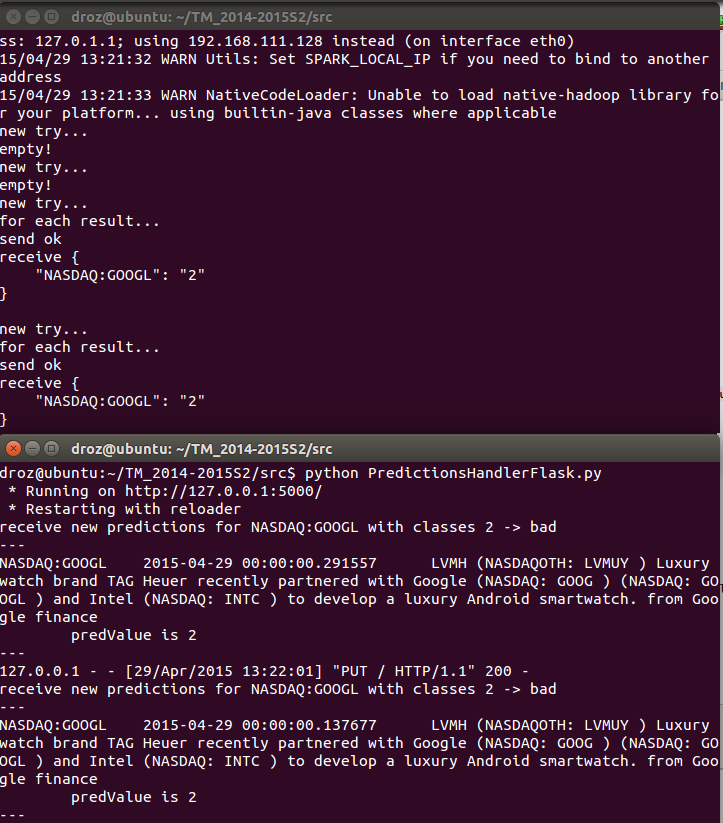 droz@ubuntu: ~/TM_2014-2015S2/src
ss: 127.0.1.1; using 192.168.111.128 instead (on interface eth0)
15/04/29 13:21:32 WARN Utils: Set SPARK_LOCAL_IP if you need to bind to another
address
15/04/29 13:21:33 WARN NativeCodeLoader: Unable to load native-hadoop library fo
r your platform... using builtin-java classes where applicable
new try...
empty!
new try...
empty!
new try...
for each result...
send ok
receive {
    "NASDAQ:GOOGL": "2"
}

new try...
for each result...
send ok
receive {
    "NASDAQ:GOOGL": "2"
}
droz@ubuntu: ~/TM_2014-2015S2/src
droz@ubuntu:~/TM_2014-2015S2/src$ python PredictionsHandlerFlask.py
 * Running on http://127.0.0.1:5000/
 * Restarting with reloader
receive new predictions for NASDAQ:GOOGL with classes 2 -> bad
---
NASDAQ:GOOGL    2015-04-29 00:00:00.291557      LVMH (NASDAQOTH: LVMUY ) Luxury
watch brand TAG Heuer recently partnered with Google (NASDAQ: GOOG ) (NASDAQ: GO
OGL ) and Intel (NASDAQ: INTC ) to develop a luxury Android smartwatch. from Goo
gle finance
        predValue is 2
---
127.0.0.1 - - [29/Apr/2015 13:22:01] "PUT / HTTP/1.1" 200 -
receive new predictions for NASDAQ:GOOGL with classes 2 -> bad
---
NASDAQ:GOOGL    2015-04-29 00:00:00.137677      LVMH (NASDAQOTH: LVMUY ) Luxury
watch brand TAG Heuer recently partnered with Google (NASDAQ: GOOG ) (NASDAQ: GO
OGL ) and Intel (NASDAQ: INTC ) to develop a luxury Android smartwatch. from Goo
gle finance
        predValue is 2
---